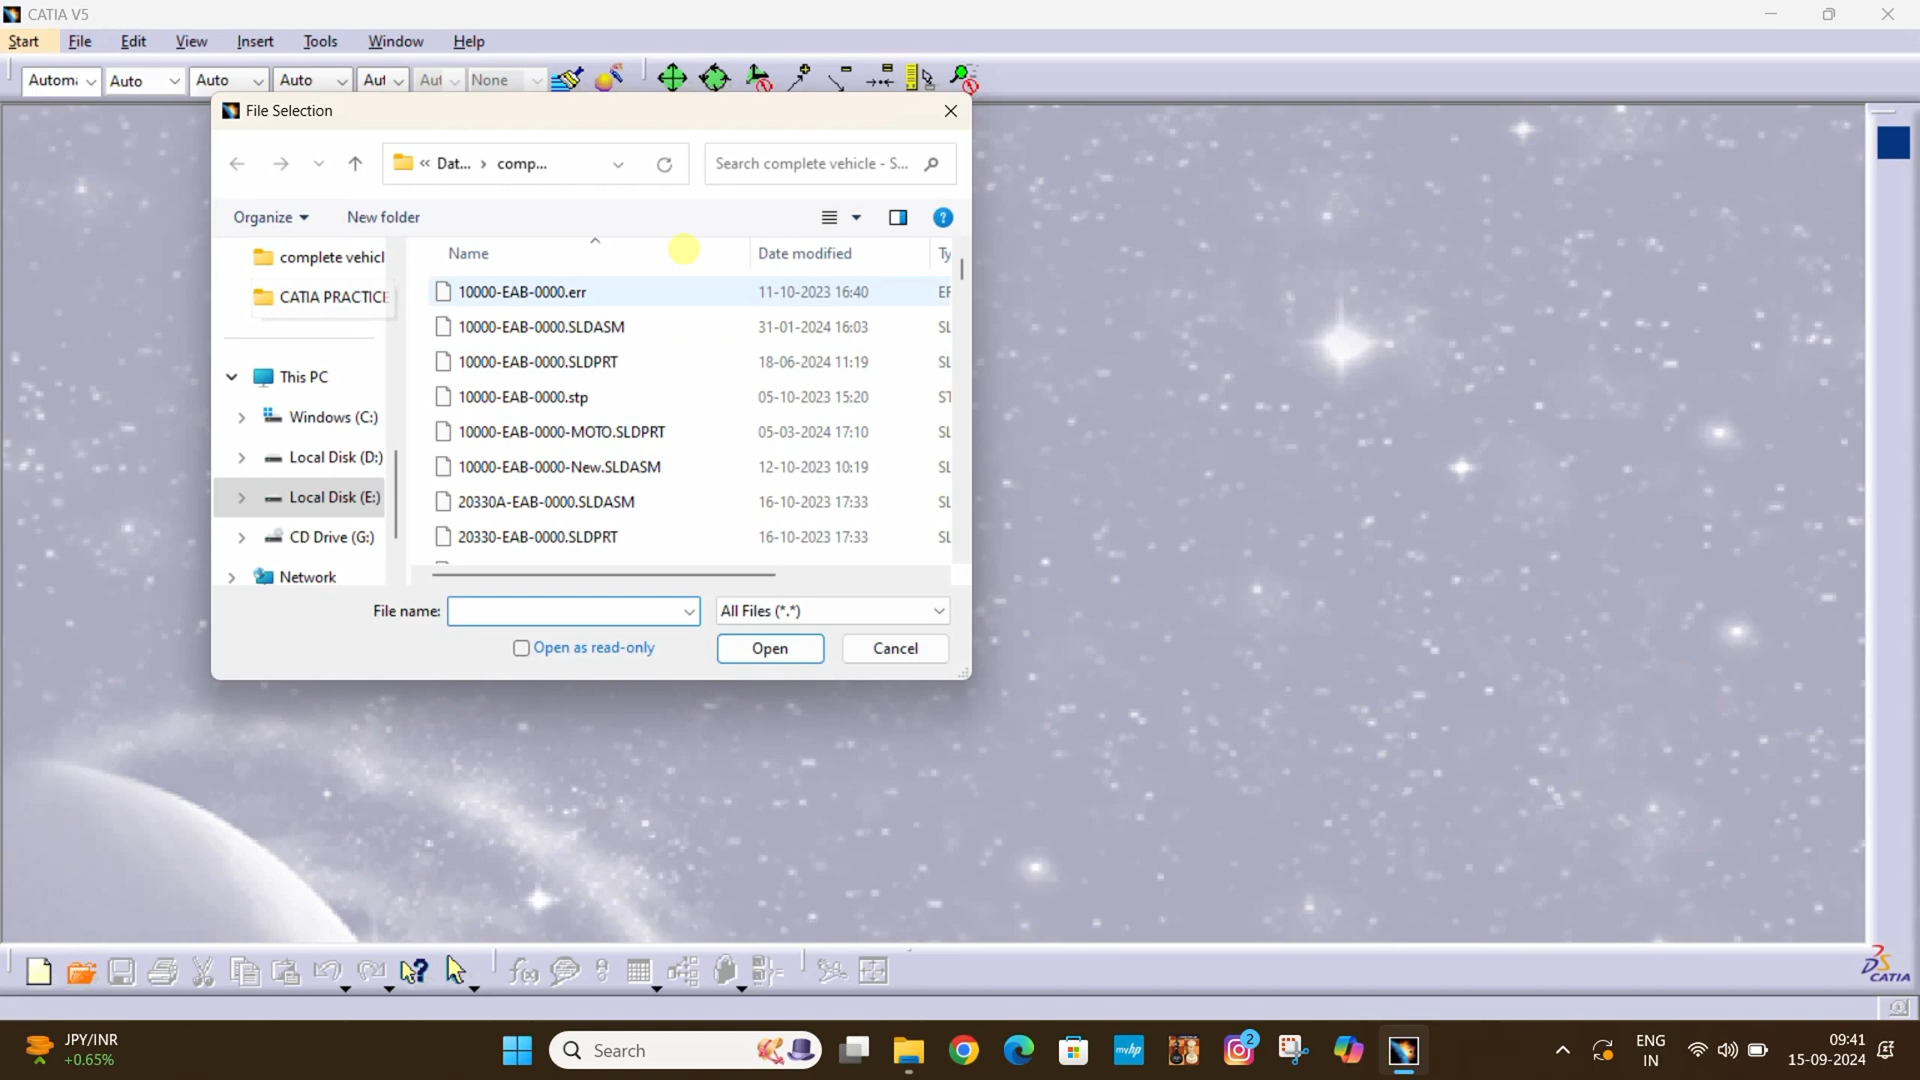 CATIA V5
Start File Edit View Insert Tools Window Help
Auto Auto Auto Aut Aut None
File Selection
« Dat... › comp...
Search complete vehicle - S...
Organize New folder
Name Date modified Ty
complete vehicl
CATIA PRACTICE
This PC
Windows (C:)
Local Disk (D:)
Local Disk (E:)
CD Drive (G:)
Network
10000-EAB-0000.err 11-10-2023 16:40
10000-EAB-0000.SLDASM 31-01-2024 16:03 SL
10000-EAB-0000.SLDPRT 18-06-2024 11:19 SL
10000-EAB-0000.stp 05-10-2023 15:20 ST
10000-EAB-0000-MOTO.SLDPRT 05-03-2024 17:10 SL
10000-EAB-0000-New.SLDASM 12-10-2023 10:19 SL
20330A-EAB-0000.SLDASM 16-10-2023 17:33 SL
20330-EAB-0000.SLDPRT 16-10-2023 17:33 SL
File name: All Files (*.*)
Open as read-only Open Cancel
f(x)
DS CATIA
JPY/INR
+0.65%
Search
myhp
2
ENG
IN
09:41
15-09-2024